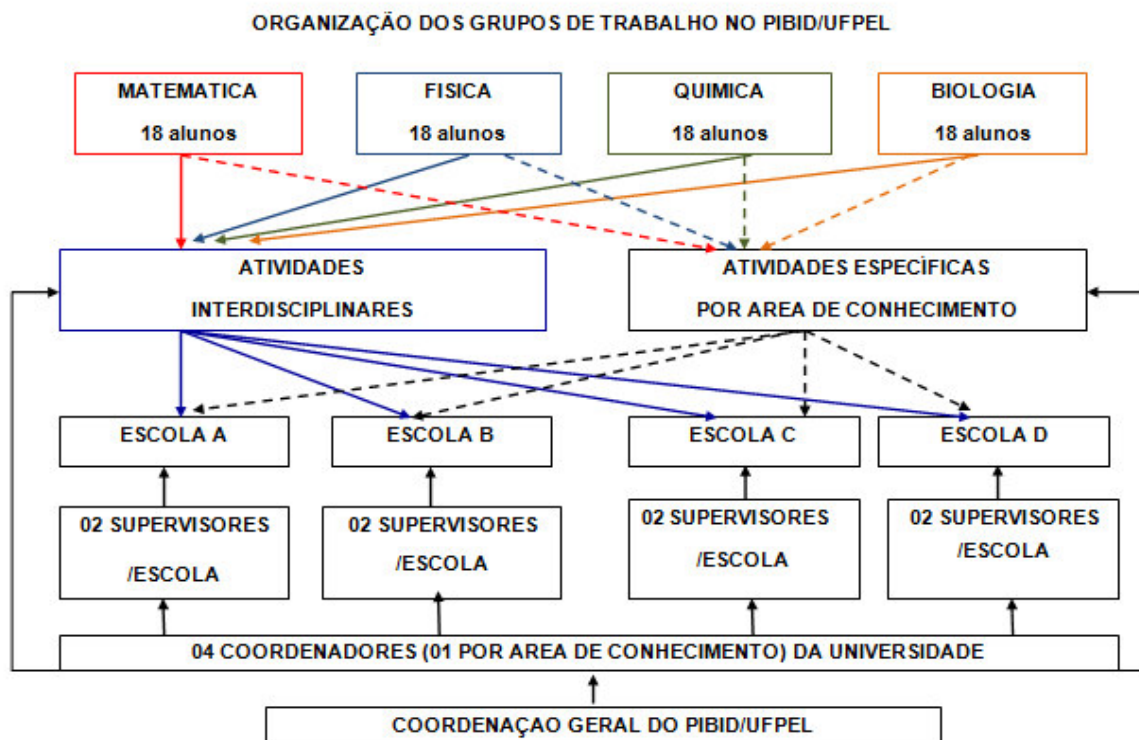 ORGANIZAÇÃO DOS GRUPOS DE TRABALHO NO PIBID/UFPEL
MATEMATICA
18 alunos
FISICA
18 alunos
QUIMICA
18 alunos
BIOLOGIA
18 alunos
ATIVIDADES
INTERDISCIPLINARES
ATIVIDADES ESPECÍFICAS
POR AREA DE CONHECIMENTO
ESCOLA A
ESCOLA B
ESCOLA C
ESCOLA D
02 SUPERVISORES
/ESCOLA
02 SUPERVISORES
/ESCOLA
02 SUPERVISORES
/ESCOLA
02 SUPERVISORES
/ESCOLA
04 COORDENADORES (01 POR AREA DE CONHECIMENTO) DA UNIVERSIDADE
COORDENAÇAO GERAL DO PIBID/UFPEL